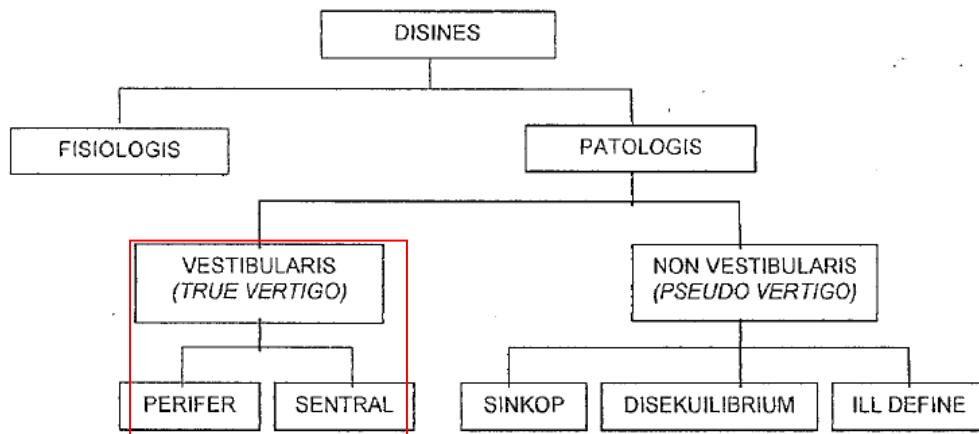 DISINES
FISIOLOGIS
PATOLOGIS
VESTIBULARIS
(TRUE VERTIGO)
NON VESTIBULARIS
(PSEUDO VERTIGO)
PERIFER
SENTRAL
SINKOP
DISEKUILIBRIUM
ILL DEFINE